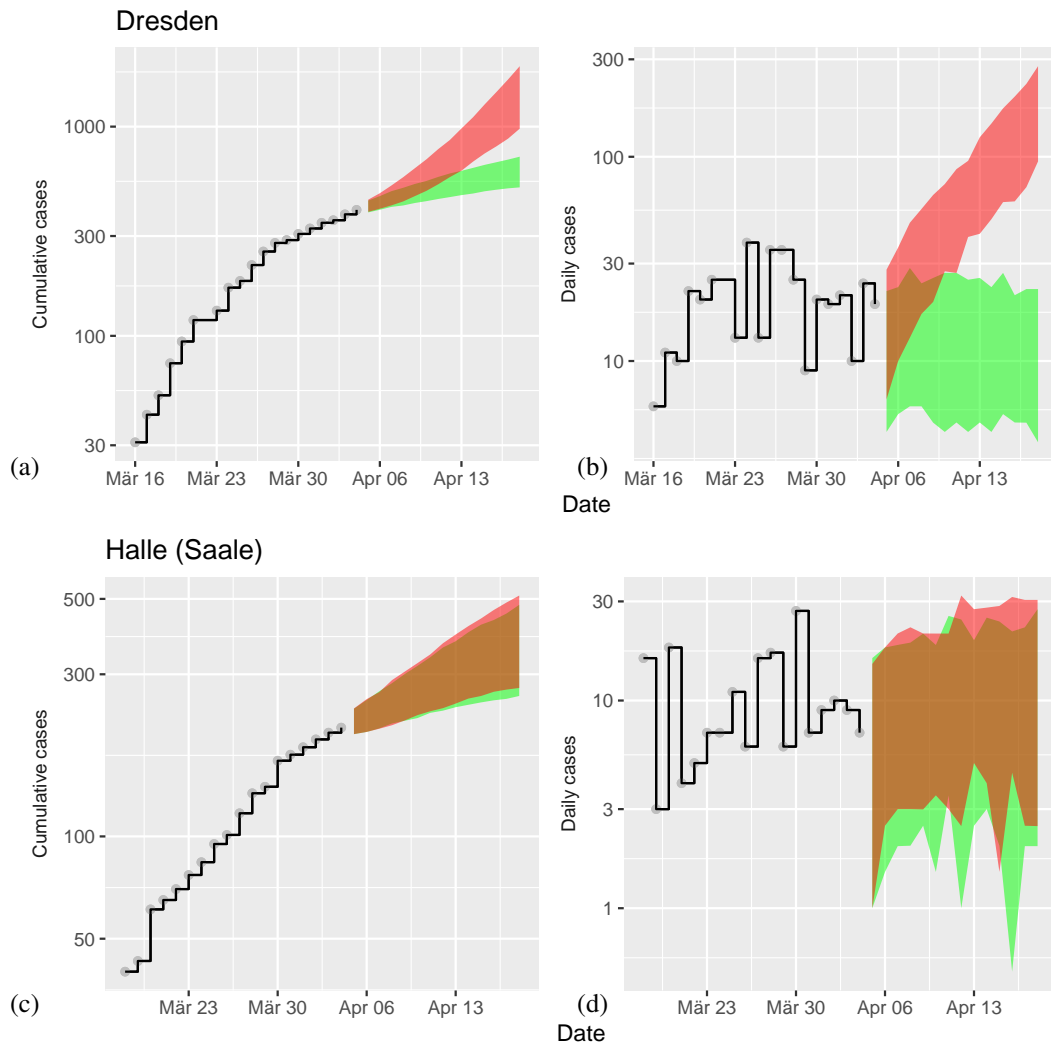 Dresden
Cumulative cases
1000
300
100
30
(a)
Mär 16 Mär 23 Mär 30 Apr 06 Apr 13
Daily cases
300
100
30
10
(b)
Mär 16 Mär 23 Mär 30 Apr 06 Apr 13
Date
Halle (Saale)
Cumulative cases
500
300
100
50
(c)
Mär 23 Mär 30 Apr 06 Apr 13
Daily cases
30
10
3
1
(d)
Mär 23 Mär 30 Apr 06 Apr 13
Date